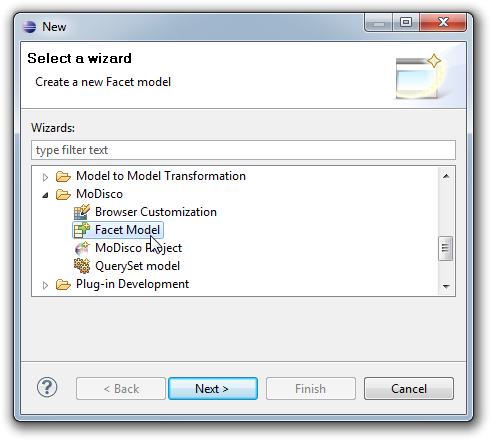 New
Select a wizard
Create a new Facet model
Wizards:
type filter text
Model to Model Transformation
MoDisco
Browser Customization
Facet Model
MoDisco Project
QuerySet model
Plug-in Development
?
< Back
Next >
Finish
Cancel